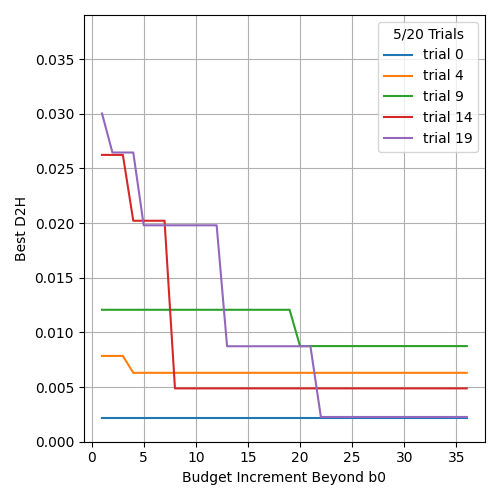 5/20 Trials
trial 0
trial 4
trial 9
trial 14
trial 19
Best D2H
0.035
0.030
0.025
0.020
0.015
0.010
0.005
0.000
0 5 10 15 20 25 30 35
Budget Increment Beyond b0